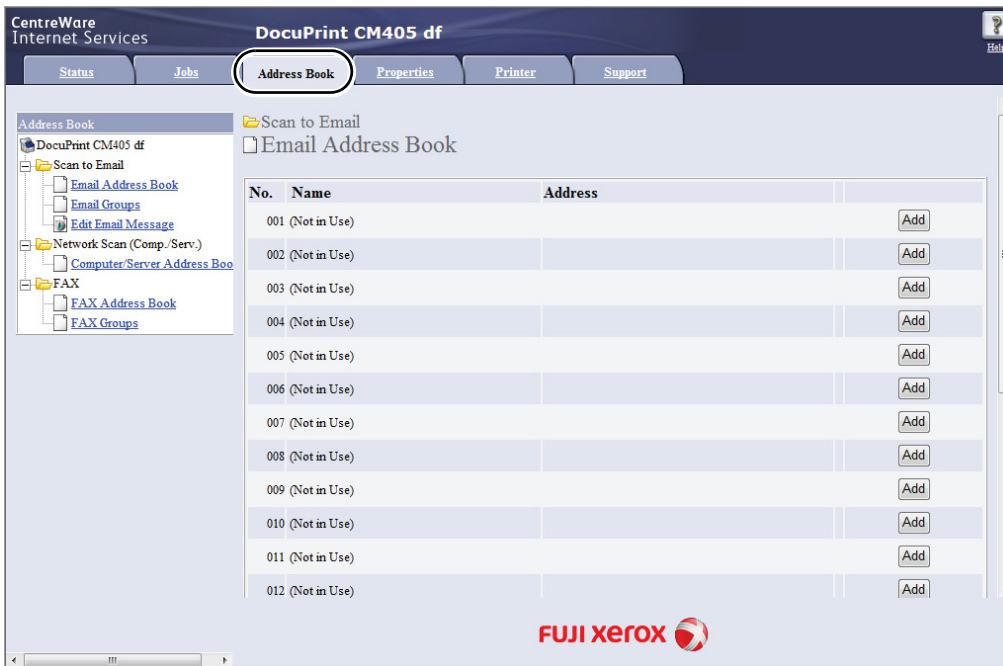 CentreWare
Internet Services
DocuPrint CM405 df
?
Help
Status Jobs Address Book Properties Printer Support
Address Book
DocuPrint CM405 df
Scan to Email
Email Address Book
Email Groups
Edit Email Message
Network Scan (Comp./Serv.)
Computer/Server Address Boo
FAX
FAX Address Book
FAX Groups
Scan to Email
Email Address Book
No. Name Address
001 (Not in Use) Add
002 (Not in Use) Add
003 (Not in Use) Add
004 (Not in Use) Add
005 (Not in Use) Add
006 (Not in Use) Add
007 (Not in Use) Add
008 (Not in Use) Add
009 (Not in Use) Add
010 (Not in Use) Add
011 (Not in Use) Add
012 (Not in Use) Add
FUJI xerox